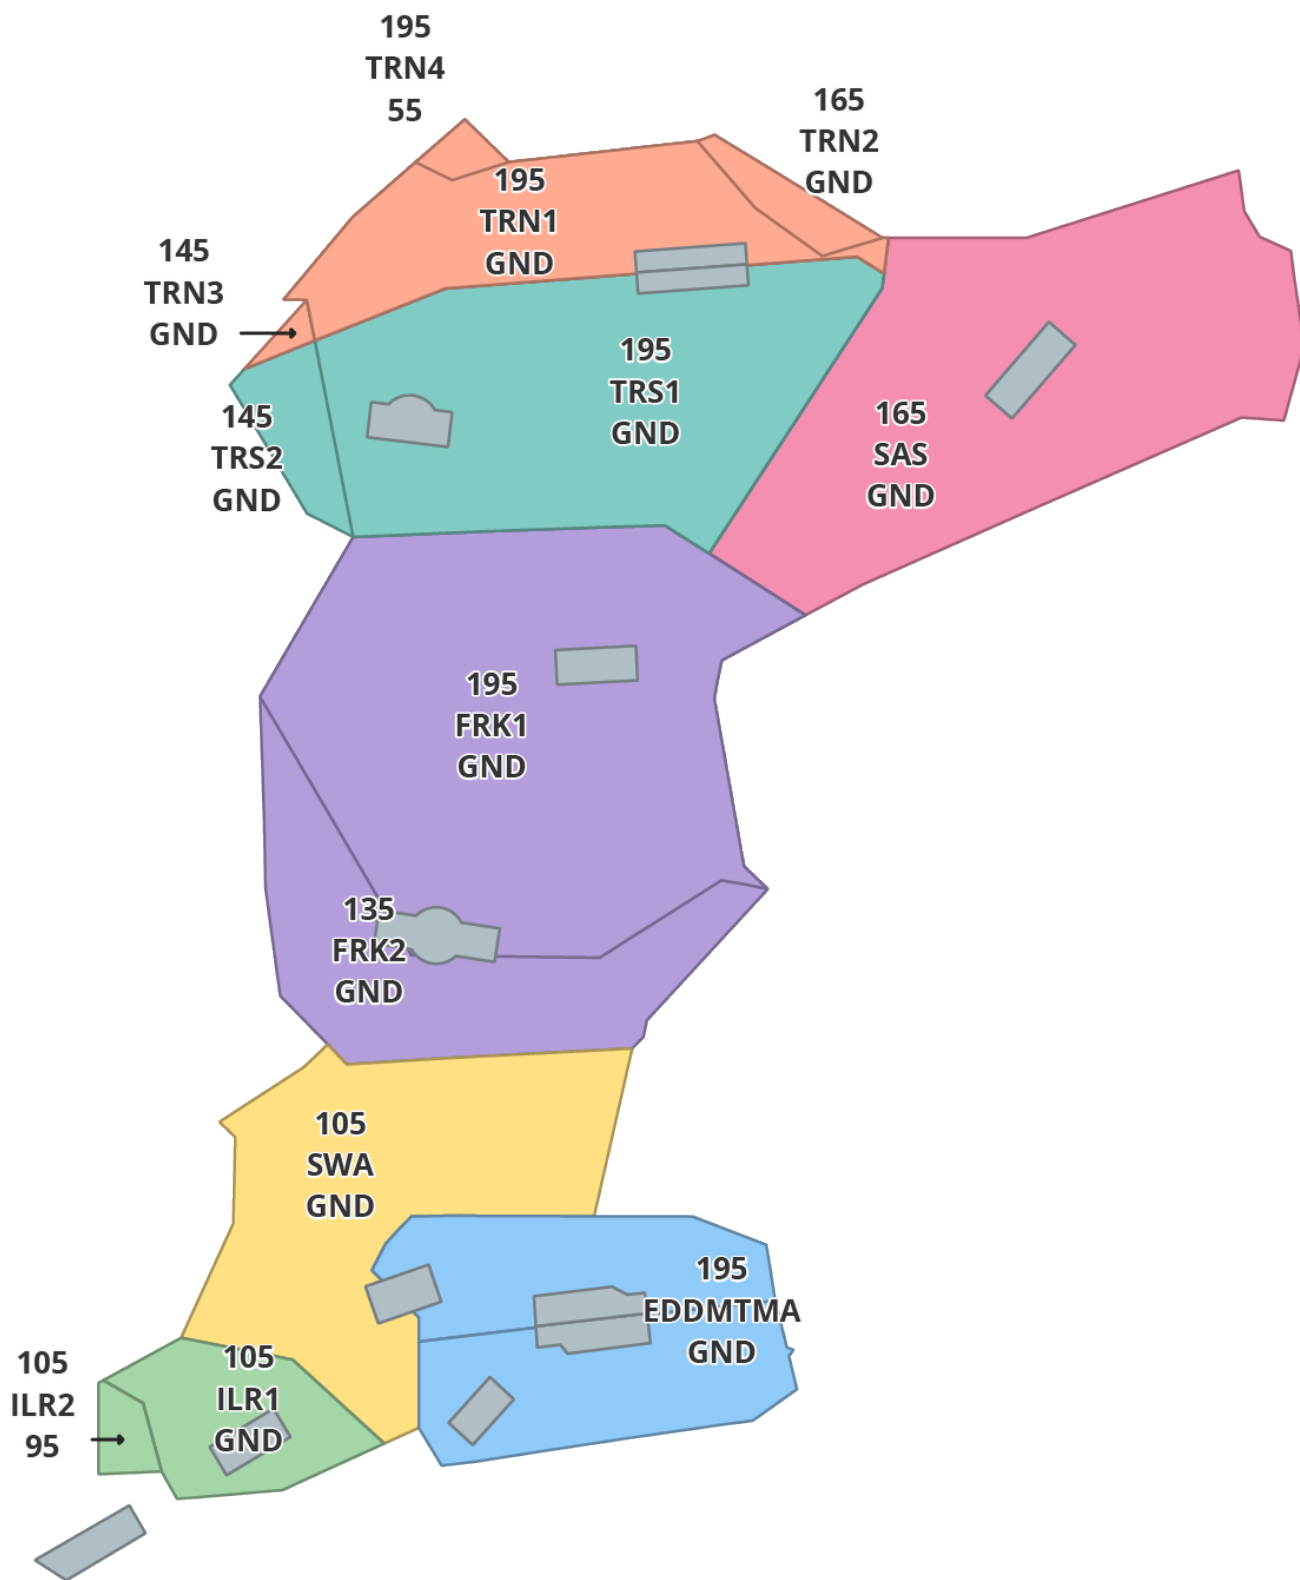 195
TRN4
55
165
TRN2
GND
195
TRN1
GND
145
TRN3
GND
195
TRS1
GND
145
TRS2
GND
165
SAS
GND
195
FRK1
GND
135
FRK2
GND
105
SWA
GND
195
EDDMTMA
GND
105
ILR1
GND
105
ILR2
95